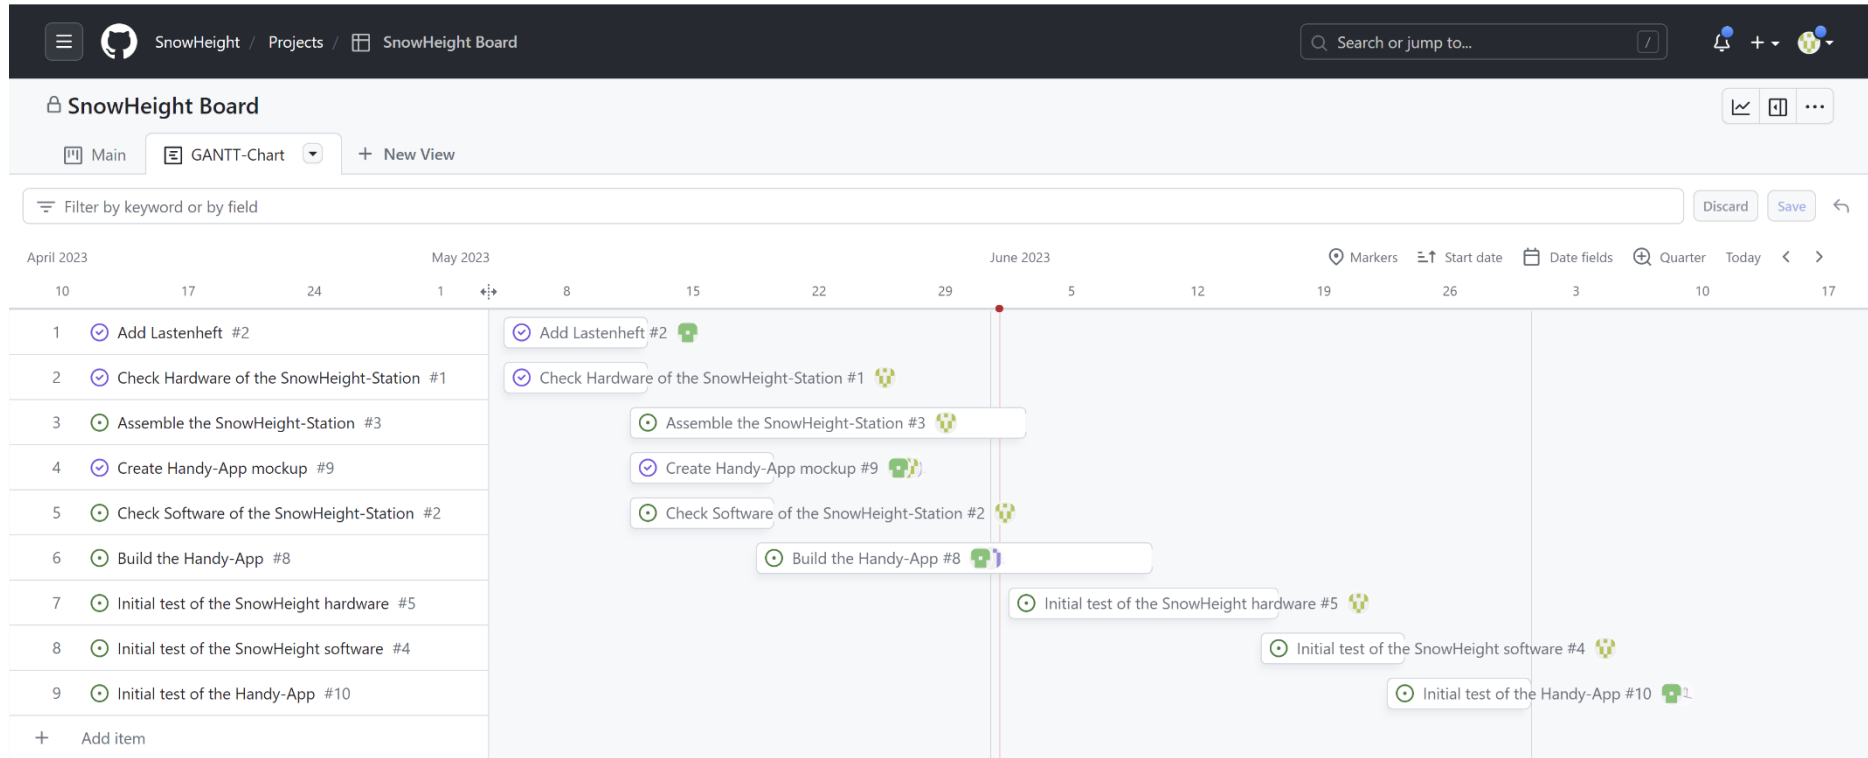 SnowHeight / Projects / SnowHeight Board Search or jump to... /
SnowHeight Board
Main GANTT-Chart New View
Filter by keyword or by field Discard Save
April 2023 May 2023 June 2023 Markers Start date Date fields Quarter Today
10 17 24 1 8 15 22 29 5 12 19 26 3 10 17
1 Add Lastenheft #2 Add Lastenheft #2
2 Check Hardware of the SnowHeight-Station #1 Check Hardware of the SnowHeight-Station #1
3 Assemble the SnowHeight-Station #3 Assemble the SnowHeight-Station #3
4 Create Handy-App mockup #9 Create Handy-App mockup #9
5 Check Software of the SnowHeight-Station #2 Check Software of the SnowHeight-Station #2
6 Build the Handy-App #8 Build the Handy-App #8
7 Initial test of the SnowHeight hardware #5 Initial test of the SnowHeight hardware #5
8 Initial test of the SnowHeight software #4 Initial test of the SnowHeight software #4
9 Initial test of the Handy-App #10 Initial test of the Handy-App #10
+ Add item